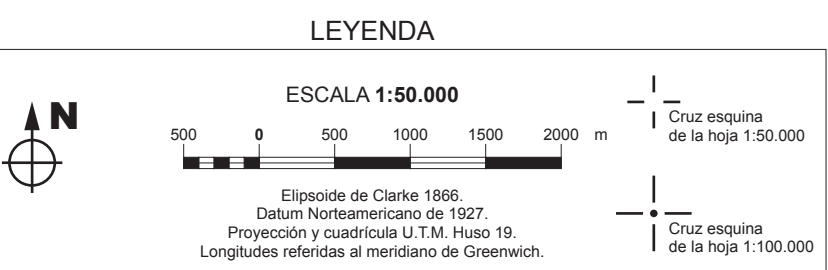 LEYENDA
N
ESCALA 1:50.000
500 0 500 1000 1500 2000 m
Elipsoide de Clarke 1866.
Datum Norteamericano de 1927.
Proyección y cuadrícula U.T.M. Huso 19.
Longitudes referidas al meridiano de Greenwich.
Cruz esquina
de la hoja 1:50.000
Cruz esquina
de la hoja 1:100.000